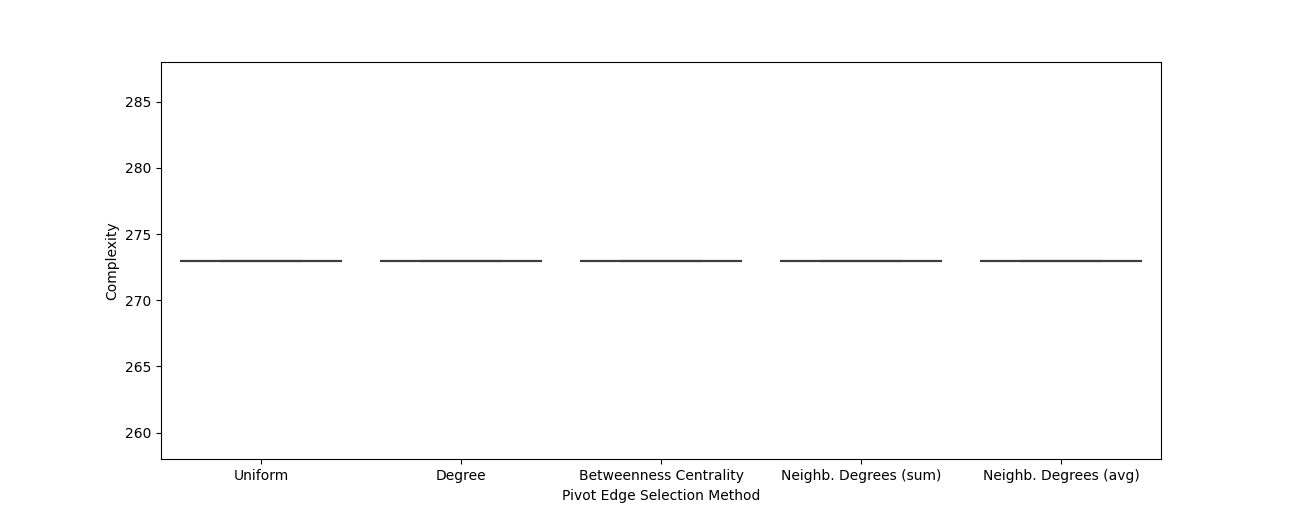 285
280
275
270
265
260
Complexity
Uniform Degree Betweenness Centrality Neighb. Degrees (sum) Neighb. Degrees (avg)
Pivot Edge Selection Method